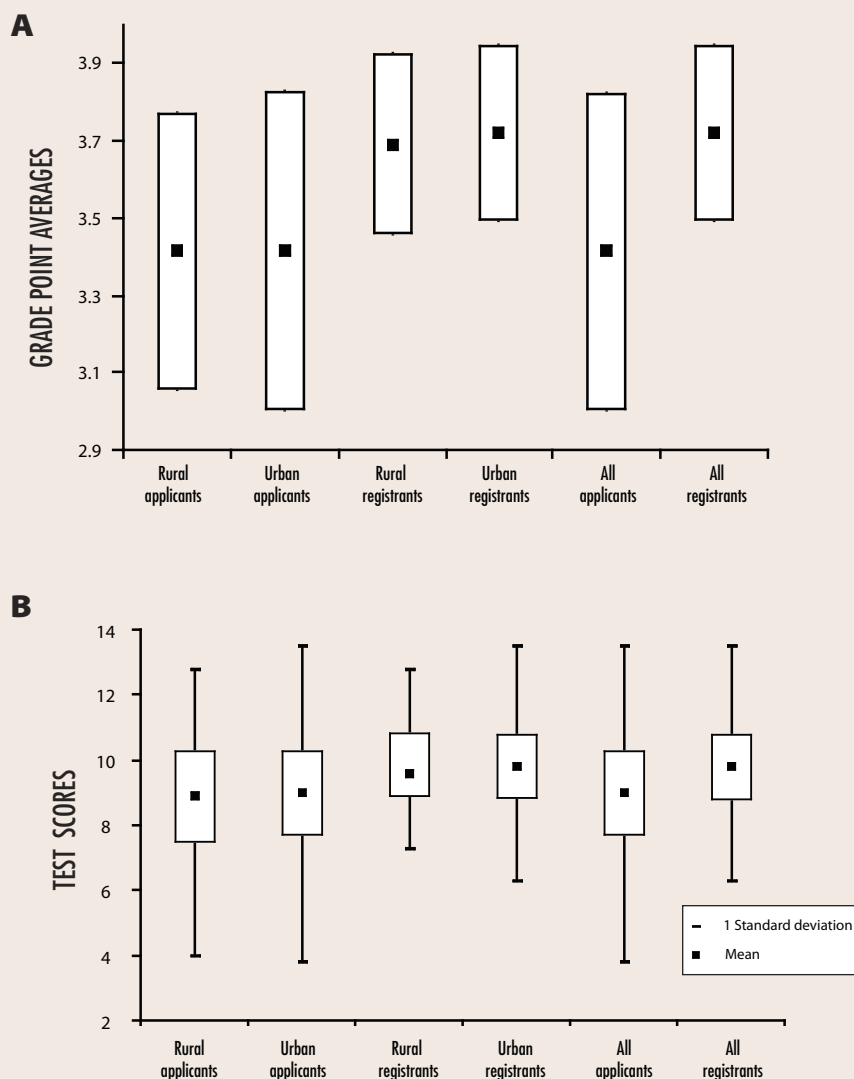 A
GRADE POINT AVERAGES
3.9
3.7
3.5
3.3
3.1
2.9
Rural
applicants
Urban
applicants
Rural
registrants
Urban
registrants
All
applicants
All
registrants
B
TEST SCORES
14
12
10
8
6
4
2
1 Standard deviation
Mean
Rural
applicants
Urban
applicants
Rural
registrants
Urban
registrants
All
applicants
All
registrants